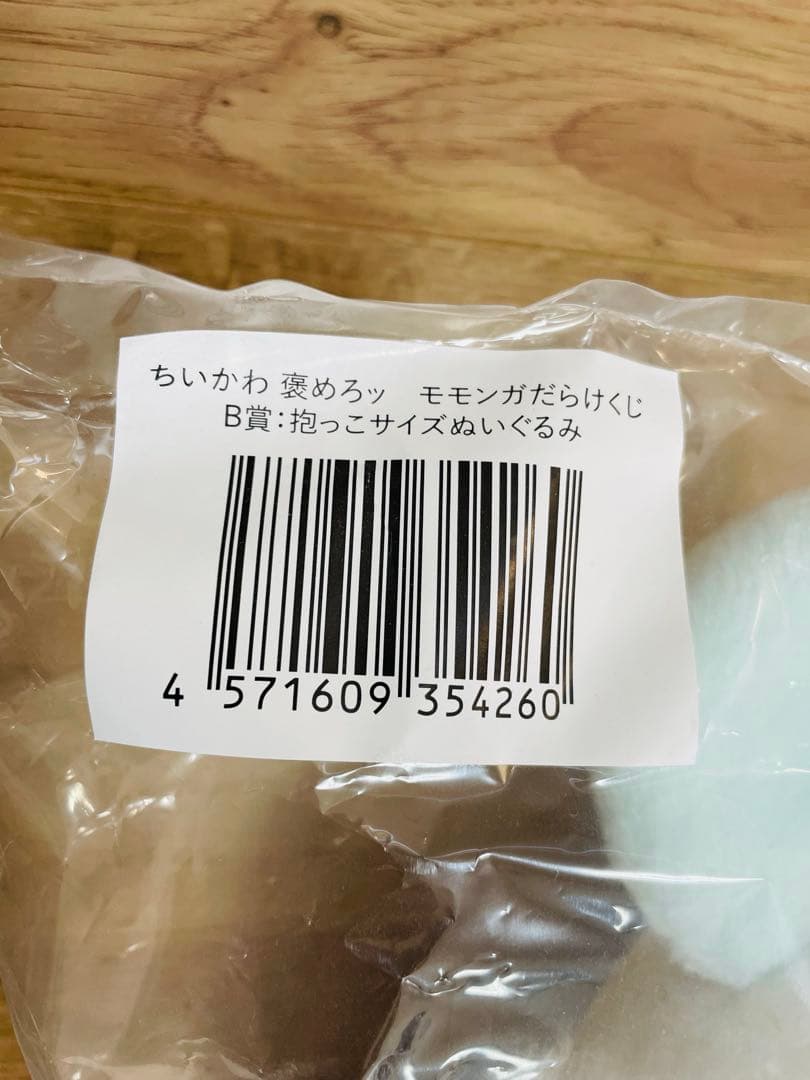 ちいかわ 褒めろッ　モモンガだらけくじ
B賞：抱っこサイズぬいぐるみ
4 571609 354260